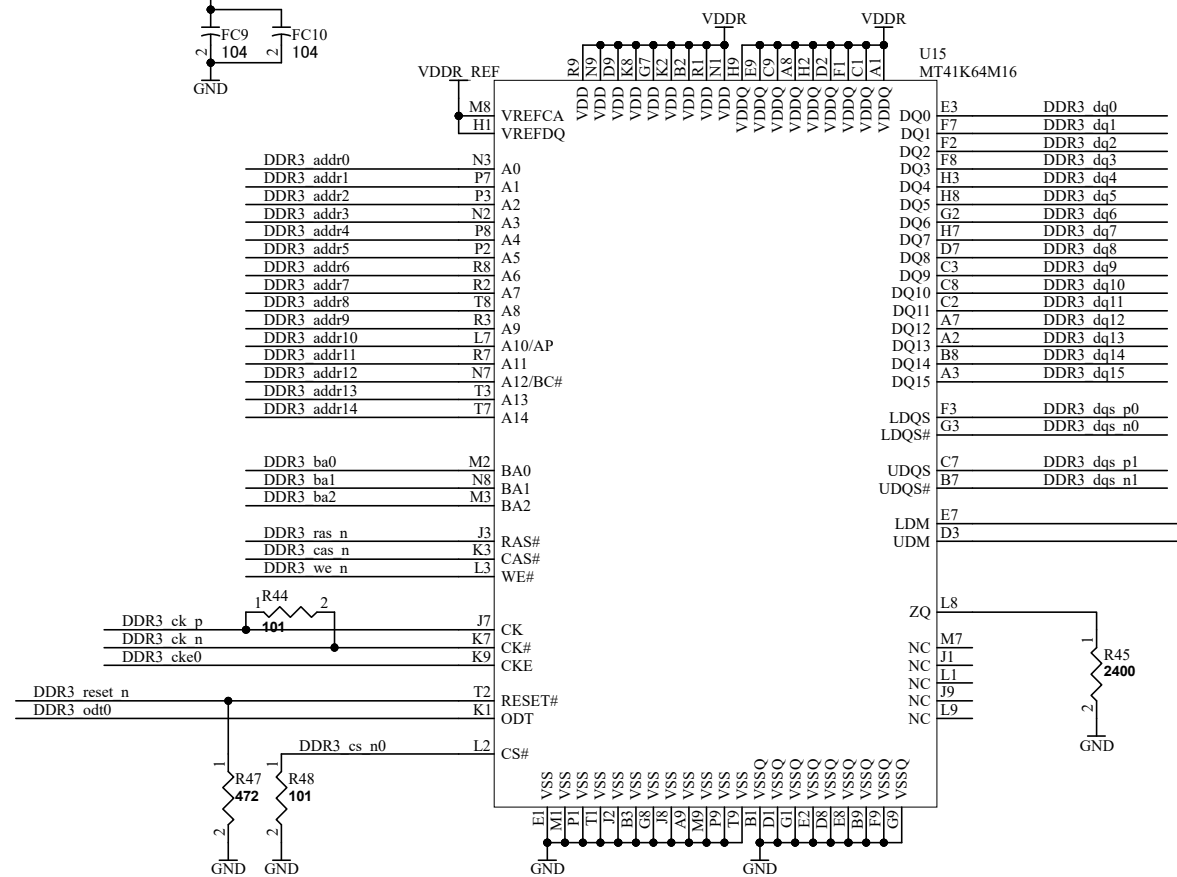 FC9
104
2
FC10
104
2
GND
VDDR
VDDR
U15
MT41K64M16
VDDR_REF
R9 N9 D9 K8 G7 K2 B2 R1 N1 H9 E9 C9 A8 H2 D2 F1 C1 A1
VDD VDD VDD VDD VDD VDD VDD VDD VDD VDDQ VDDQ VDDQ VDDQ VDDQ VDDQ VDDQ VDDQ VDDQ
M8 VREFCA
H1 VREFDQ
DDR3_addr0 N3 A0
DDR3_addr1 P7 A1
DDR3_addr2 P3 A2
DDR3_addr3 N2 A3
DDR3_addr4 P8 A4
DDR3_addr5 P2 A5
DDR3_addr6 R8 A6
DDR3_addr7 R2 A7
DDR3_addr8 T8 A8
DDR3_addr9 R3 A9
DDR3_addr10 L7 A10/AP
DDR3_addr11 R7 A11
DDR3_addr12 N7 A12/BC#
DDR3_addr13 T3 A13
DDR3_addr14 T7 A14
DDR3_ba0 M2 BA0
DDR3_ba1 N8 BA1
DDR3_ba2 M3 BA2
DDR3_ras_n J3 RAS#
DDR3_cas_n K3 CAS#
DDR3_we_n L3 WE#
R44
1 2
101
DDR3_ck_p J7 CK
DDR3_ck_n K7 CK#
DDR3_cke0 K9 CKE
DDR3_reset_n T2 RESET#
DDR3_odt0 K1 ODT
DDR3_cs_n0 L2 CS#
1
R47
472
2
GND
1
R48
101
2
GND
DQ0 E3 DDR3_dq0
DQ1 F7 DDR3_dq1
DQ2 F2 DDR3_dq2
DQ3 F8 DDR3_dq3
DQ4 H3 DDR3_dq4
DQ5 H8 DDR3_dq5
DQ6 G2 DDR3_dq6
DQ7 H7 DDR3_dq7
DQ8 D7 DDR3_dq8
DQ9 C3 DDR3_dq9
DQ10 C8 DDR3_dq10
DQ11 C2 DDR3_dq11
DQ12 A7 DDR3_dq12
DQ13 A2 DDR3_dq13
DQ14 B8 DDR3_dq14
DQ15 A3 DDR3_dq15
LDQS F3 DDR3_dqs_p0
LDQS# G3 DDR3_dqs_n0
UDQS C7 DDR3_dqs_p1
UDQS# B7 DDR3_dqs_n1
LDM E7
UDM D3
ZQ L8
NC M7
NC J1
NC L1
NC J9
NC L9
1
R45
2400
2
GND
VSS VSS VSS VSS VSS VSS VSS VSS VSS VSS VSS VSS VSSQ VSSQ VSSQ VSSQ VSSQ VSSQ VSSQ VSSQ VSSQ
E1 M1 P1 T1 J2 B3 G8 J8 A9 M9 P9 T9 B1 D1 G1 E2 D8 E8 B9 F9 G9
GND
GND